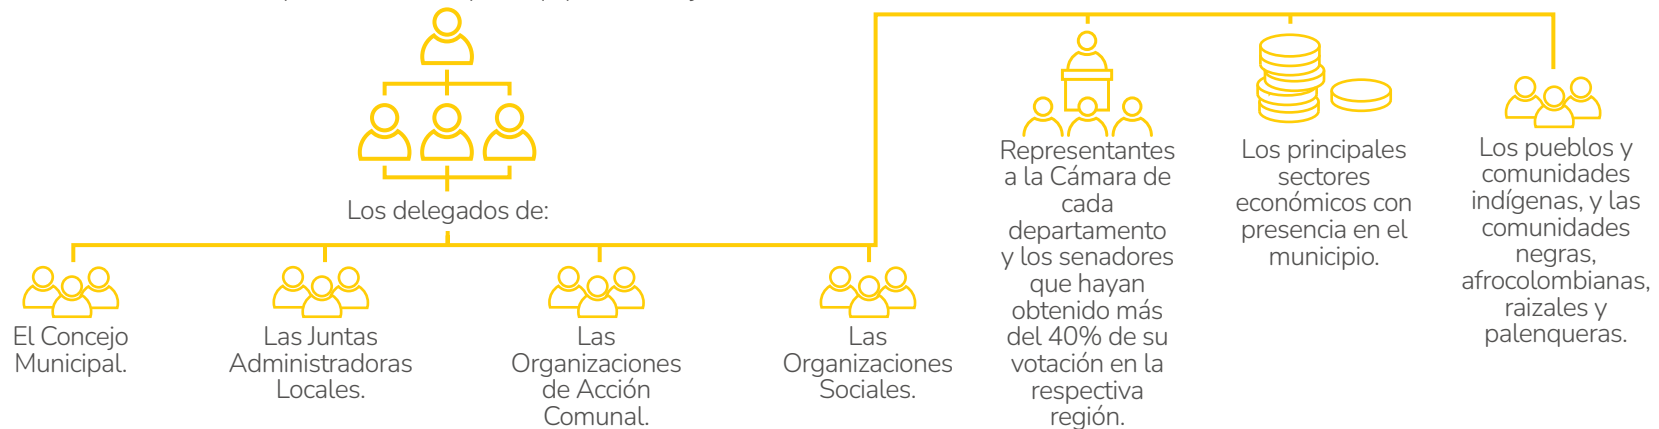 Los delegados de:
El Concejo
Municipal.
Las Juntas
Administradoras
Locales.
Las
Organizaciones
de Acción
Comunal.
Las
Organizaciones
Sociales.
Representantes
a la Cámara de
cada
departamento
y los senadores
que hayan
obtenido más
del 40% de su
votación en la
respectiva
región.
Los principales
sectores
económicos con
presencia en el
municipio.
Los pueblos y
comunidades
indígenas, y las
comunidades
negras,
afrocolombianas,
raizales y
palenqueras.